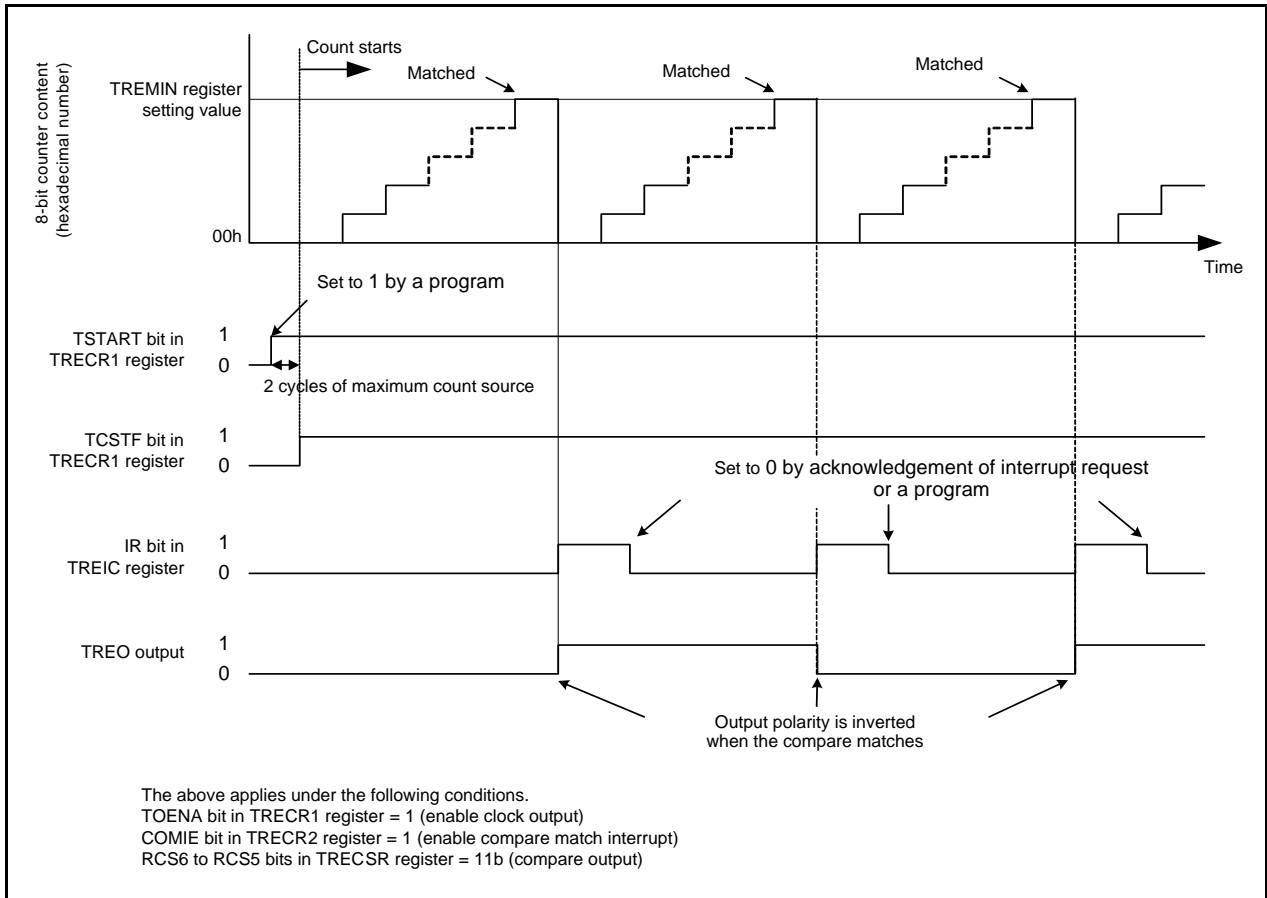 8-bit counter content
(hexadecimal number)
Count starts
Matched
Matched
Matched
TREMIN register
setting value
00h
Time
Set to 1 by a program
TSTART bit in
TRECR1 register
1
0
2 cycles of maximum count source
TCSTF bit in
TRECR1 register
1
0
Set to 0 by acknowledgement of interrupt request
or a program
IR bit in
TREIC register
1
0
TREO output
1
0
Output polarity is inverted
when the compare matches
The above applies under the following conditions.
TOENA bit in TRECR1 register = 1 (enable clock output)
COMIE bit in TRECR2 register = 1 (enable compare match interrupt)
RCS6 to RCS5 bits in TRECSR register = 11b (compare output)